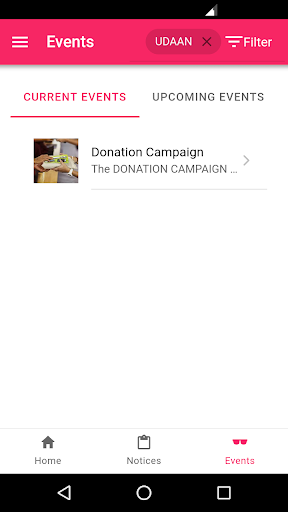 Events
UDAAN
Filter
CURRENT EVENTS
UPCOMING EVENTS
Donation Campaign
The DONATION CAMPAIGN ...
Home
Notices
Events